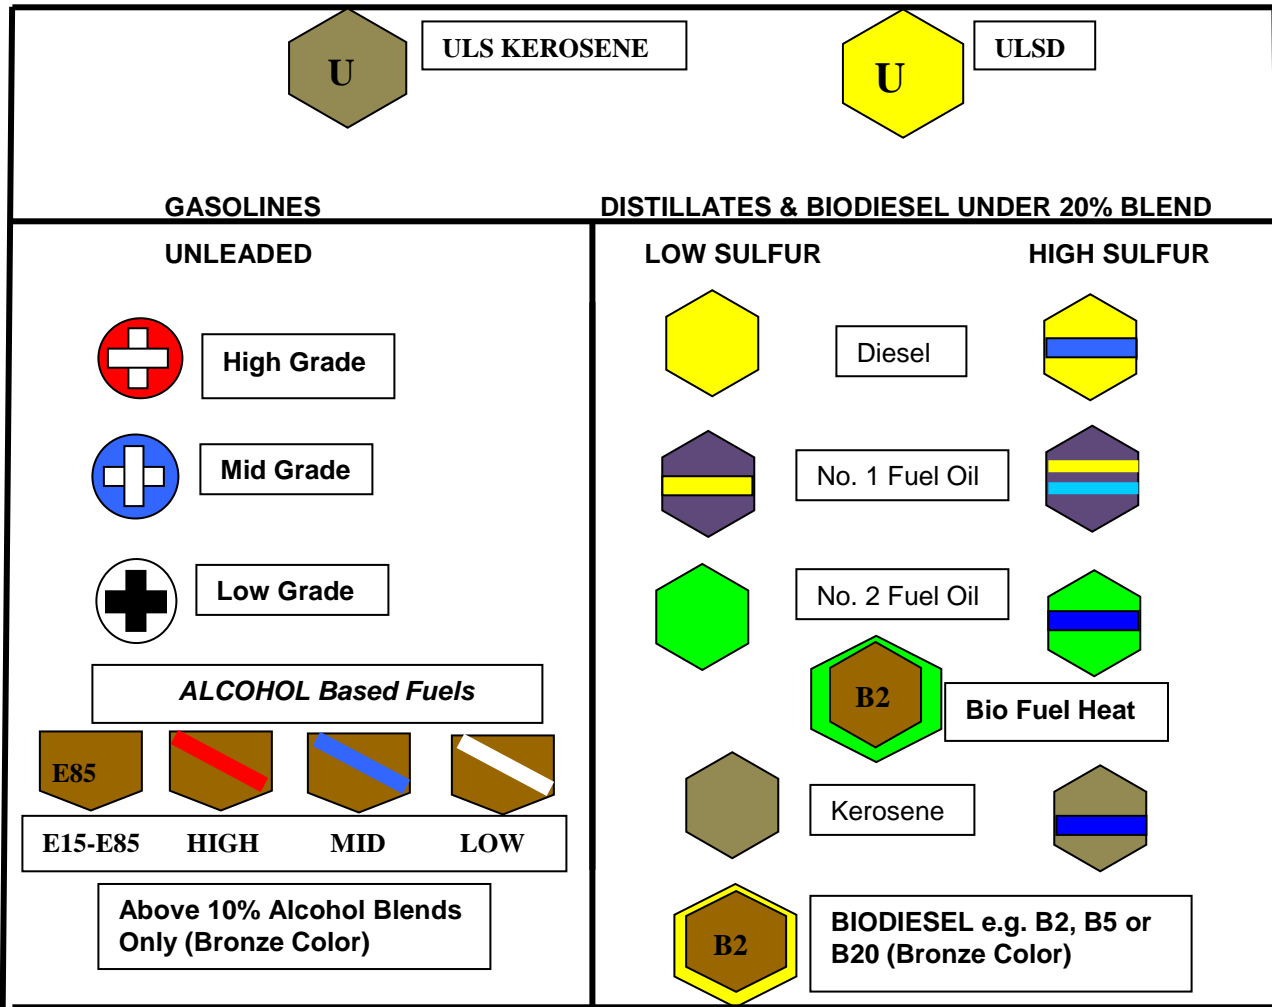 U
ULS KEROSENE
U
ULSD
GASOLINES
DISTILLATES & BIODIESEL UNDER 20% BLEND
UNLEADED
LOW SULFUR
HIGH SULFUR
High Grade
Diesel
Mid Grade
No. 1 Fuel Oil
Low Grade
No. 2 Fuel Oil
ALCOHOL Based Fuels
B2
Bio Fuel Heat
E85
E15-E85
HIGH
MID
LOW
Kerosene
Above 10% Alcohol Blends
Only (Bronze Color)
B2
BIODIESEL e.g. B2, B5 or
B20 (Bronze Color)